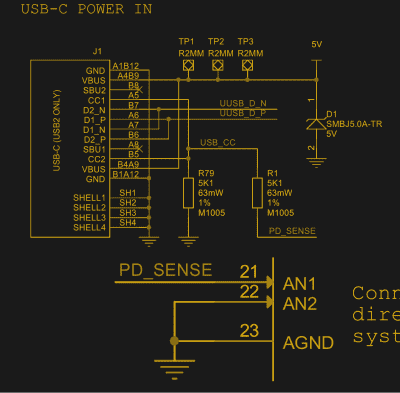 USB-C POWER IN
TP1 TP2 TP3 5V
R2MM R2MM R2MM
J1
USB-C (USB2 ONLY)
GND A1B12
VBUS A4B9
SBU2 B8
CC1 A5
D2_N B7 UUSB_D_N
D1_P A6 UUSB_D_P
D1_N A7
D2_P B6
SBU1 A8 USB_CC
CC2 B5
VBUS B4A9
GND B1A12
SHELL1 SH1
SHELL2 SH2
SHELL3 SH3
SHELL4 SH4
1
D1
SMBJ5.0A-TR
5V
2
R79
5K1
63mW
1%
M1005
R1
5K1
63mW
1%
M1005
PD_SENSE
PD_SENSE 21 AN1
22 AN2
23 AGND
Conn
dire
syst